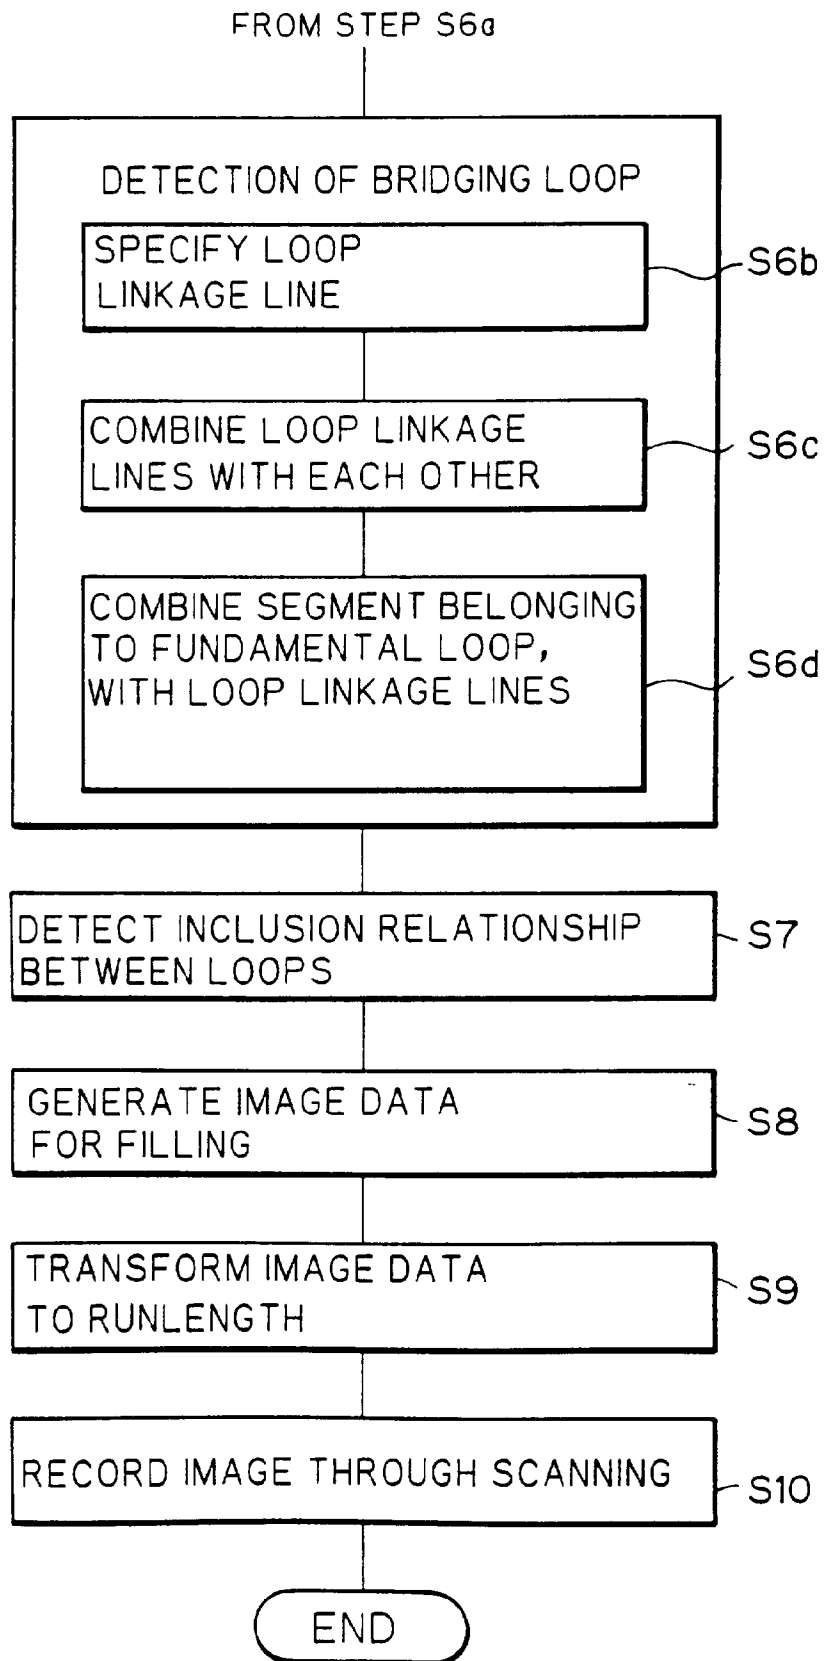 FROM STEP S6a
DETECTION OF BRIDGING LOOP
SPECIFY LOOP
LINKAGE LINE
S6b
COMBINE LOOP LINKAGE
LINES WITH EACH OTHER
S6c
COMBINE SEGMENT BELONGING
TO FUNDAMENTAL LOOP,
WITH LOOP LINKAGE LINES
S6d
DETECT INCLUSION RELATIONSHIP
BETWEEN LOOPS
S7
GENERATE IMAGE DATA
FOR FILLING
S8
TRANSFORM IMAGE DATA
TO RUNLENGTH
S9
RECORD IMAGE THROUGH SCANNING
S10
END